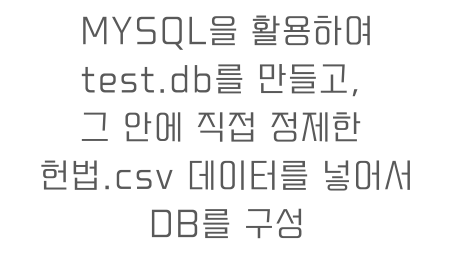 MYSQL을 활용하여
test.db를 만들고,
그 안에 직접 정제한
헌법.csv 데이터를 넣어서
DB를 구성